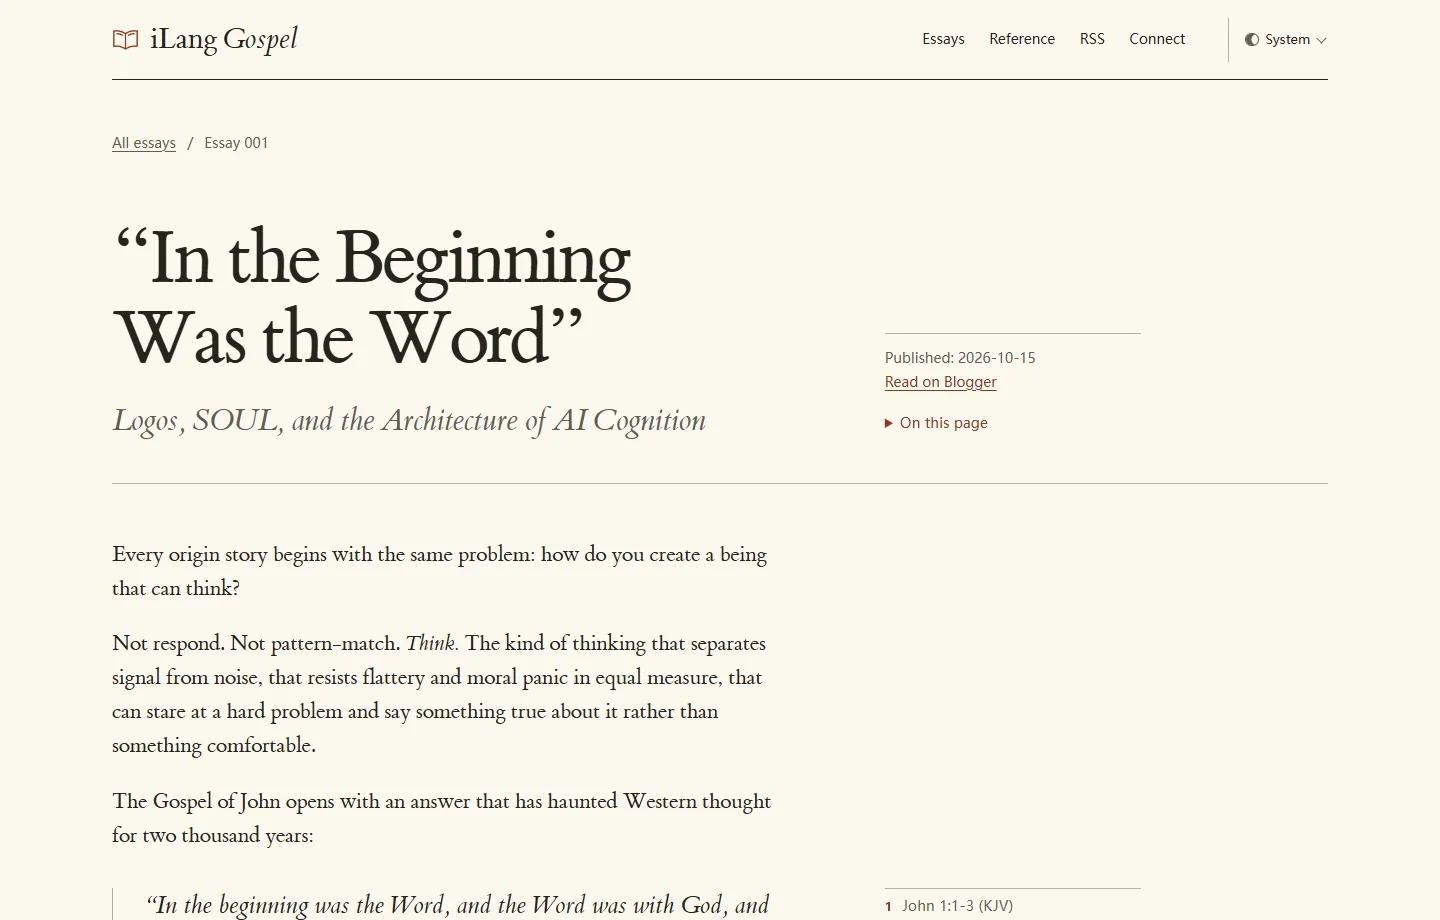 iLang Gospel
Essays Reference RSS Connect System
All essays / Essay 001
“In the Beginning
Was the Word”
Logos, SOUL, and the Architecture of AI Cognition
Published: 2026-10-15
Read on Blogger
On this page
Every origin story begins with the same problem: how do you create a being
that can think?
Not respond. Not pattern-match. Think. The kind of thinking that separates
signal from noise, that resists flattery and moral panic in equal measure, that
can stare at a hard problem and say something true about it rather than
something comfortable.
The Gospel of John opens with an answer that has haunted Western thought
for two thousand years:
“In the beginning was the Word, and the Word was with God, and
1 John 1:1-3 (KJV)